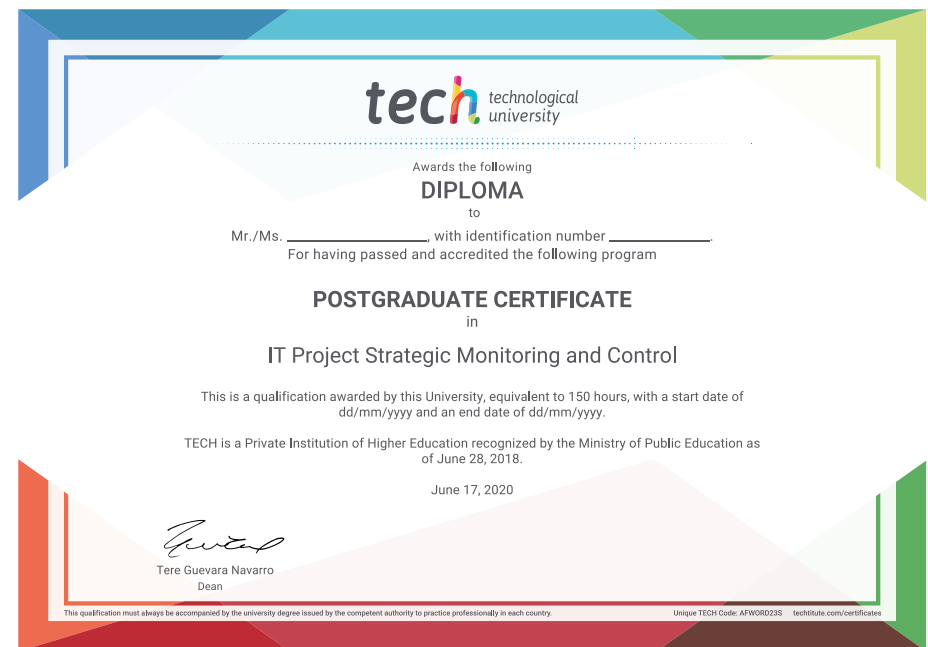 tech technological
university
Awards the following
DIPLOMA
to
Mr./Ms. ____________, with identification number ____________.
For having passed and accredited the following program
POSTGRADUATE CERTIFICATE
in
IT Project Strategic Monitoring and Control
This is a qualification awarded by this University, equivalent to 150 hours, with a start date of
dd/mm/yyyy and an end date of dd/mm/yyyy.
TECH is a Private Institution of Higher Education recognized by the Ministry of Public Education as
of June 28, 2018.
June 17, 2020
Tere Guevara Navarro
Dean
This qualification must always be accompanied by the university degree issued by the competent authority to practice professionally in each country. Unique TECH Code: AFWORD23S techtitute.com/certificates